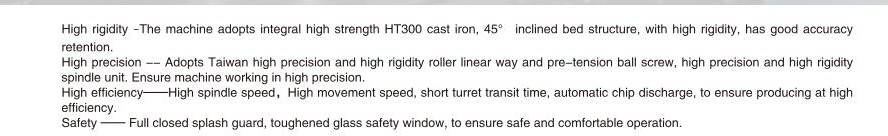 High rigidity -The machine adopts integral high strength HT300 cast iron, 45° inclined bed structure, with high rigidity, has good accuracy
retention.
High precision –– Adopts Taiwan high precision and high rigidity roller linear way and pre–tension ball screw, high precision and high rigidity
spindle unit. Ensure machine working in high precision.
High efficiency——High spindle speed，High movement speed, short turret transit time, automatic chip discharge, to ensure producing at high
efficiency.
Safety —— Full closed splash guard, toughened glass safety window, to ensure safe and comfortable operation.